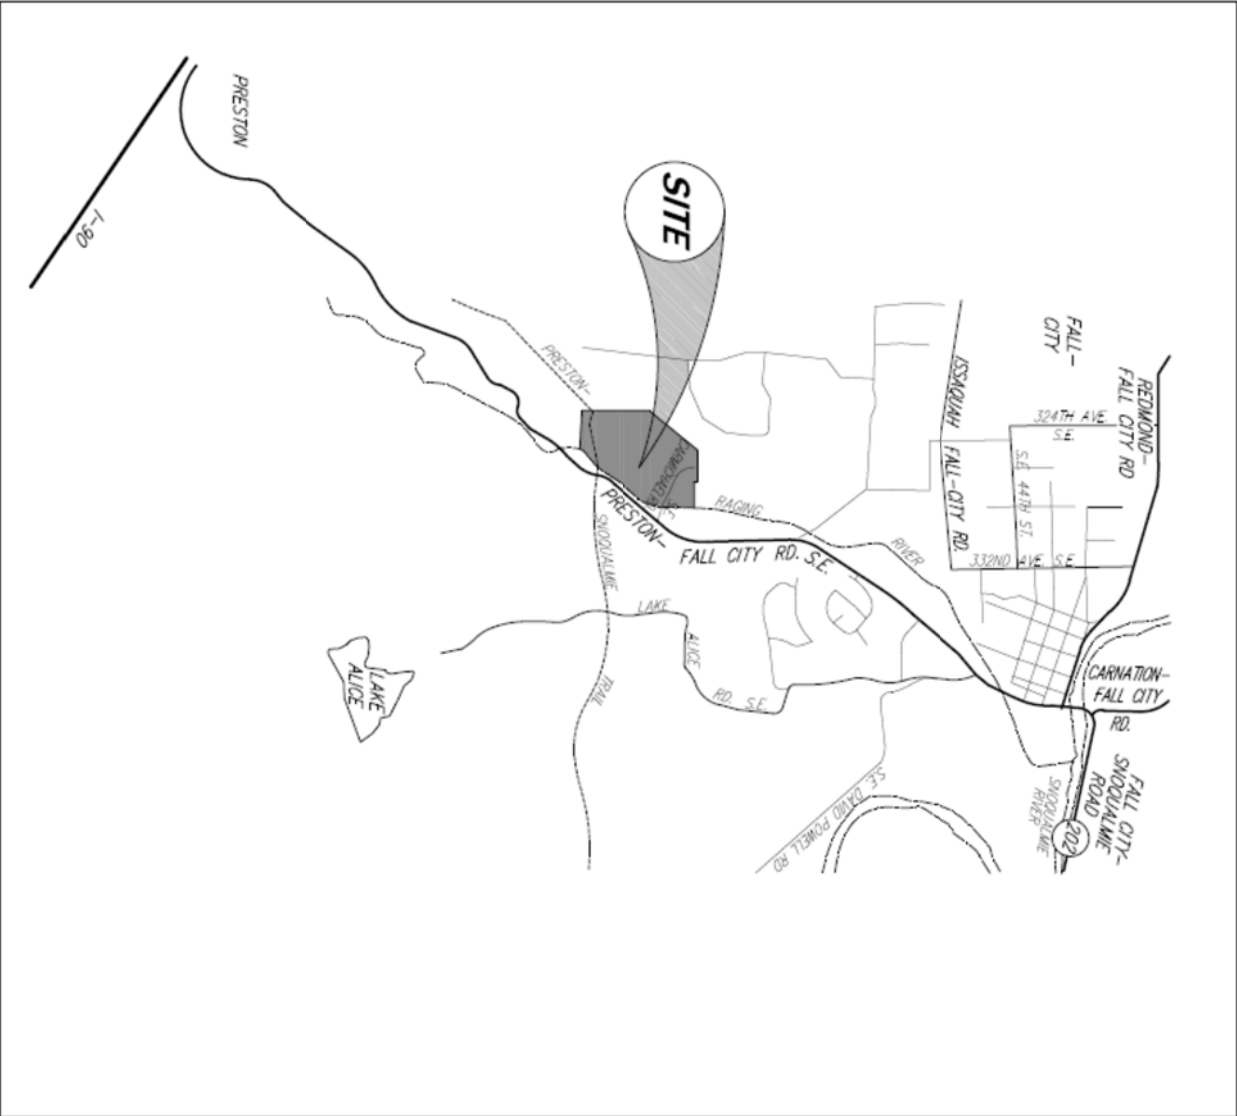 PRESTON
I-90
SITE
PRESTON-
SNOQUALMIE
TRAIL
CARMICHAEL RD.
S.E.
RAGING
RIVER
PRESTON-
FALL CITY RD. S.E.
LAKE
ALICE
RD. S.E.
LAKE
ALICE
ISSAQUAH
FALL-CITY RD.
FALL-
CITY
REDMOND-
FALL CITY RD
324TH AVE.
S.E.
S.E. 44TH ST.
332ND AVE. S.E.
CARNATION-
FALL CITY
RD.
FALL CITY-
SNOQUALMIE
ROAD
202
SNOQUALMIE
RIVER
S.E. DAVID POWELL RD